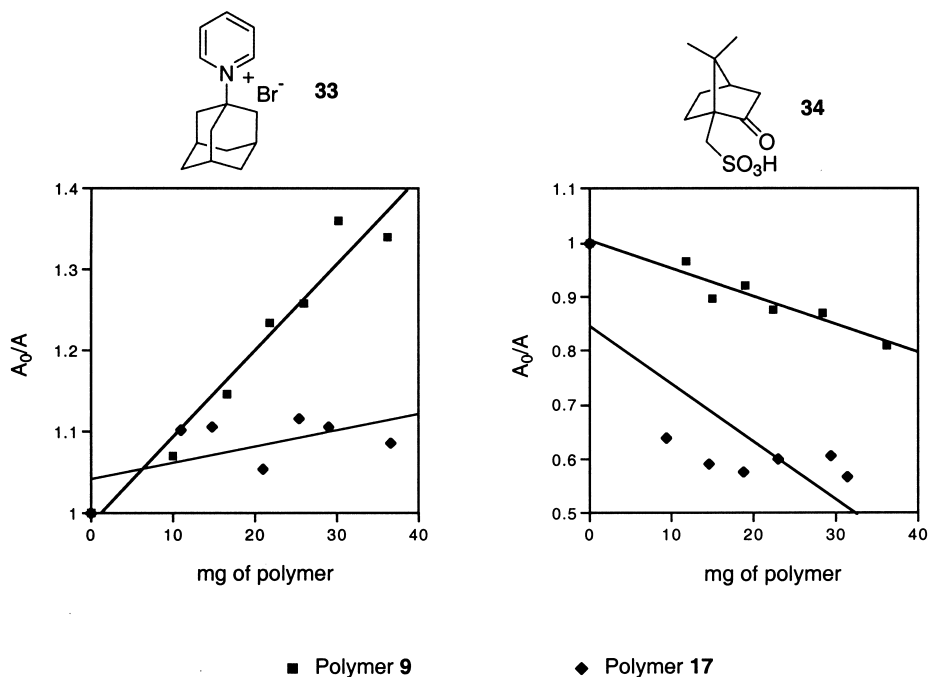 N
+
Br-
33
34
O
SO3H
1.4
1.3
1.2
1.1
1
0
10
20
30
40
A0/A
mg of polymer
1.1
1
0.9
0.8
0.7
0.6
0.5
0
10
20
30
40
A0/A
mg of polymer
Polymer 9
Polymer 17